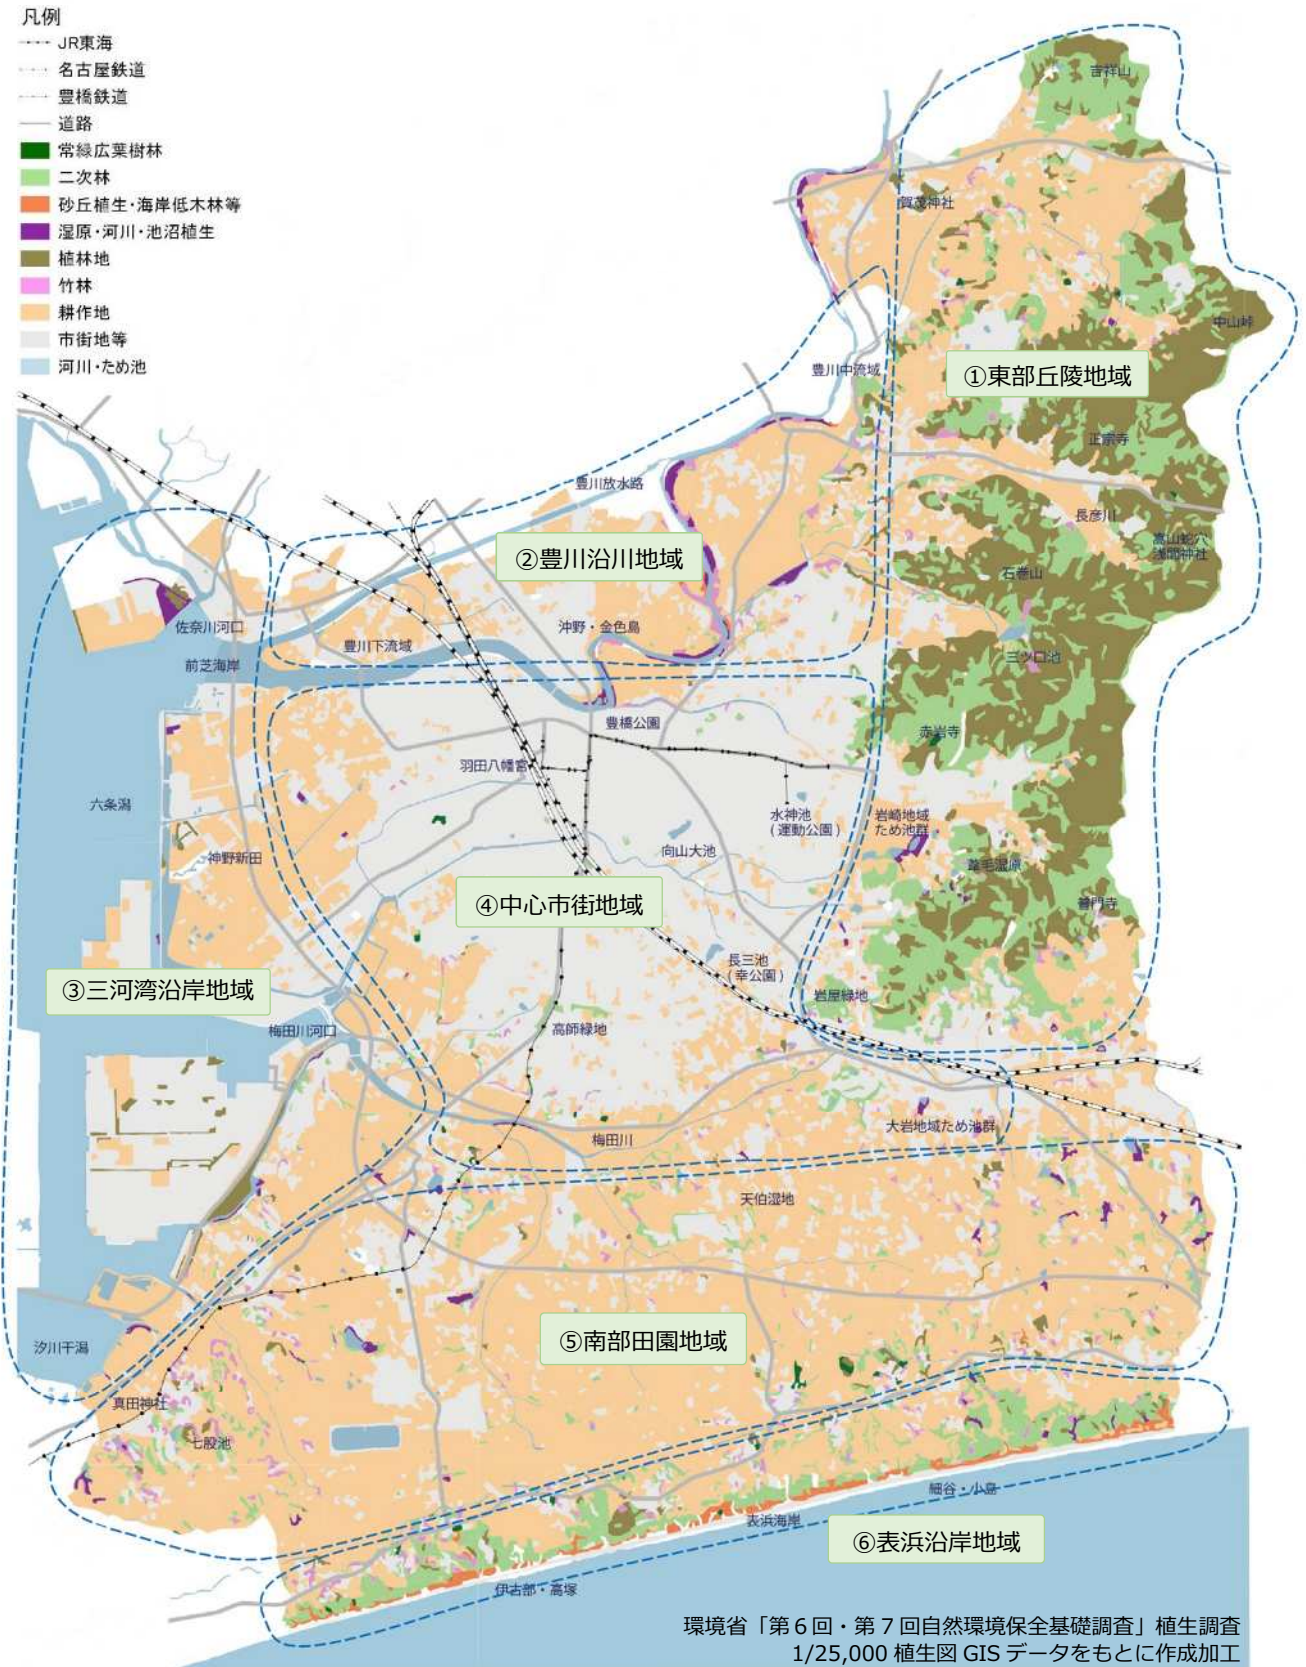 凡例
JR東海
名古屋鉄道
豊橋鉄道
道路
常緑広葉樹林
二次林
砂丘植生・海岸低木林等
湿原・河川・池沼植生
植林地
竹林
耕作地
市街地等
河川・ため池
吉祥山
賀茂神社
中山峠
豊川中流域
①東部丘陵地域
正宗寺
豊川放水路
長彦川
嵩山蛇穴
浅間神社
②豊川沿川地域
石巻山
佐奈川河口
沖野・金色島
豊川下流域
前芝海岸
三ツ口池
豊橋公園
赤岩寺
羽田八幡宮
六条潟
水神池
(運動公園)
岩崎地域
ため池群
向山大池
神野新田
葦毛湿原
④中心市街地域
普門寺
長三池
(幸公園)
③三河湾沿岸地域
岩屋緑地
梅田川河口
高師緑地
大岩地域ため池群
梅田川
天伯湿地
⑤南部田園地域
汐川干潟
真田神社
七股池
細谷・小島
表浜海岸
⑥表浜沿岸地域
伊古部・高塚
環境省「第6回・第7回自然環境保全基礎調査」植生調査
1/25,000 植生図 GIS データをもとに作成加工